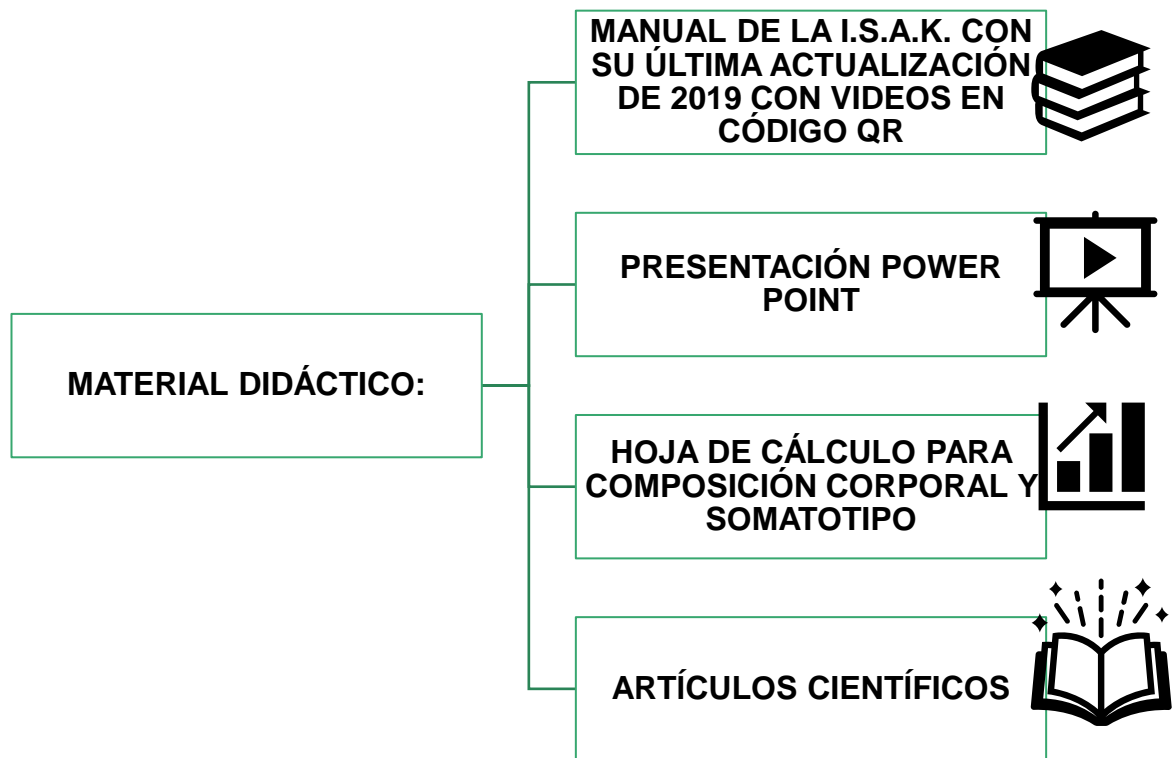 MATERIAL DIDÁCTICO:
MANUAL DE LA I.S.A.K. CON
SU ÚLTIMA ACTUALIZACIÓN
DE 2019 CON VIDEOS EN
CÓDIGO QR
PRESENTACIÓN POWER
POINT
HOJA DE CÁLCULO PARA
COMPOSICIÓN CORPORAL Y
SOMATOTIPO
ARTÍCULOS CIENTÍFICOS